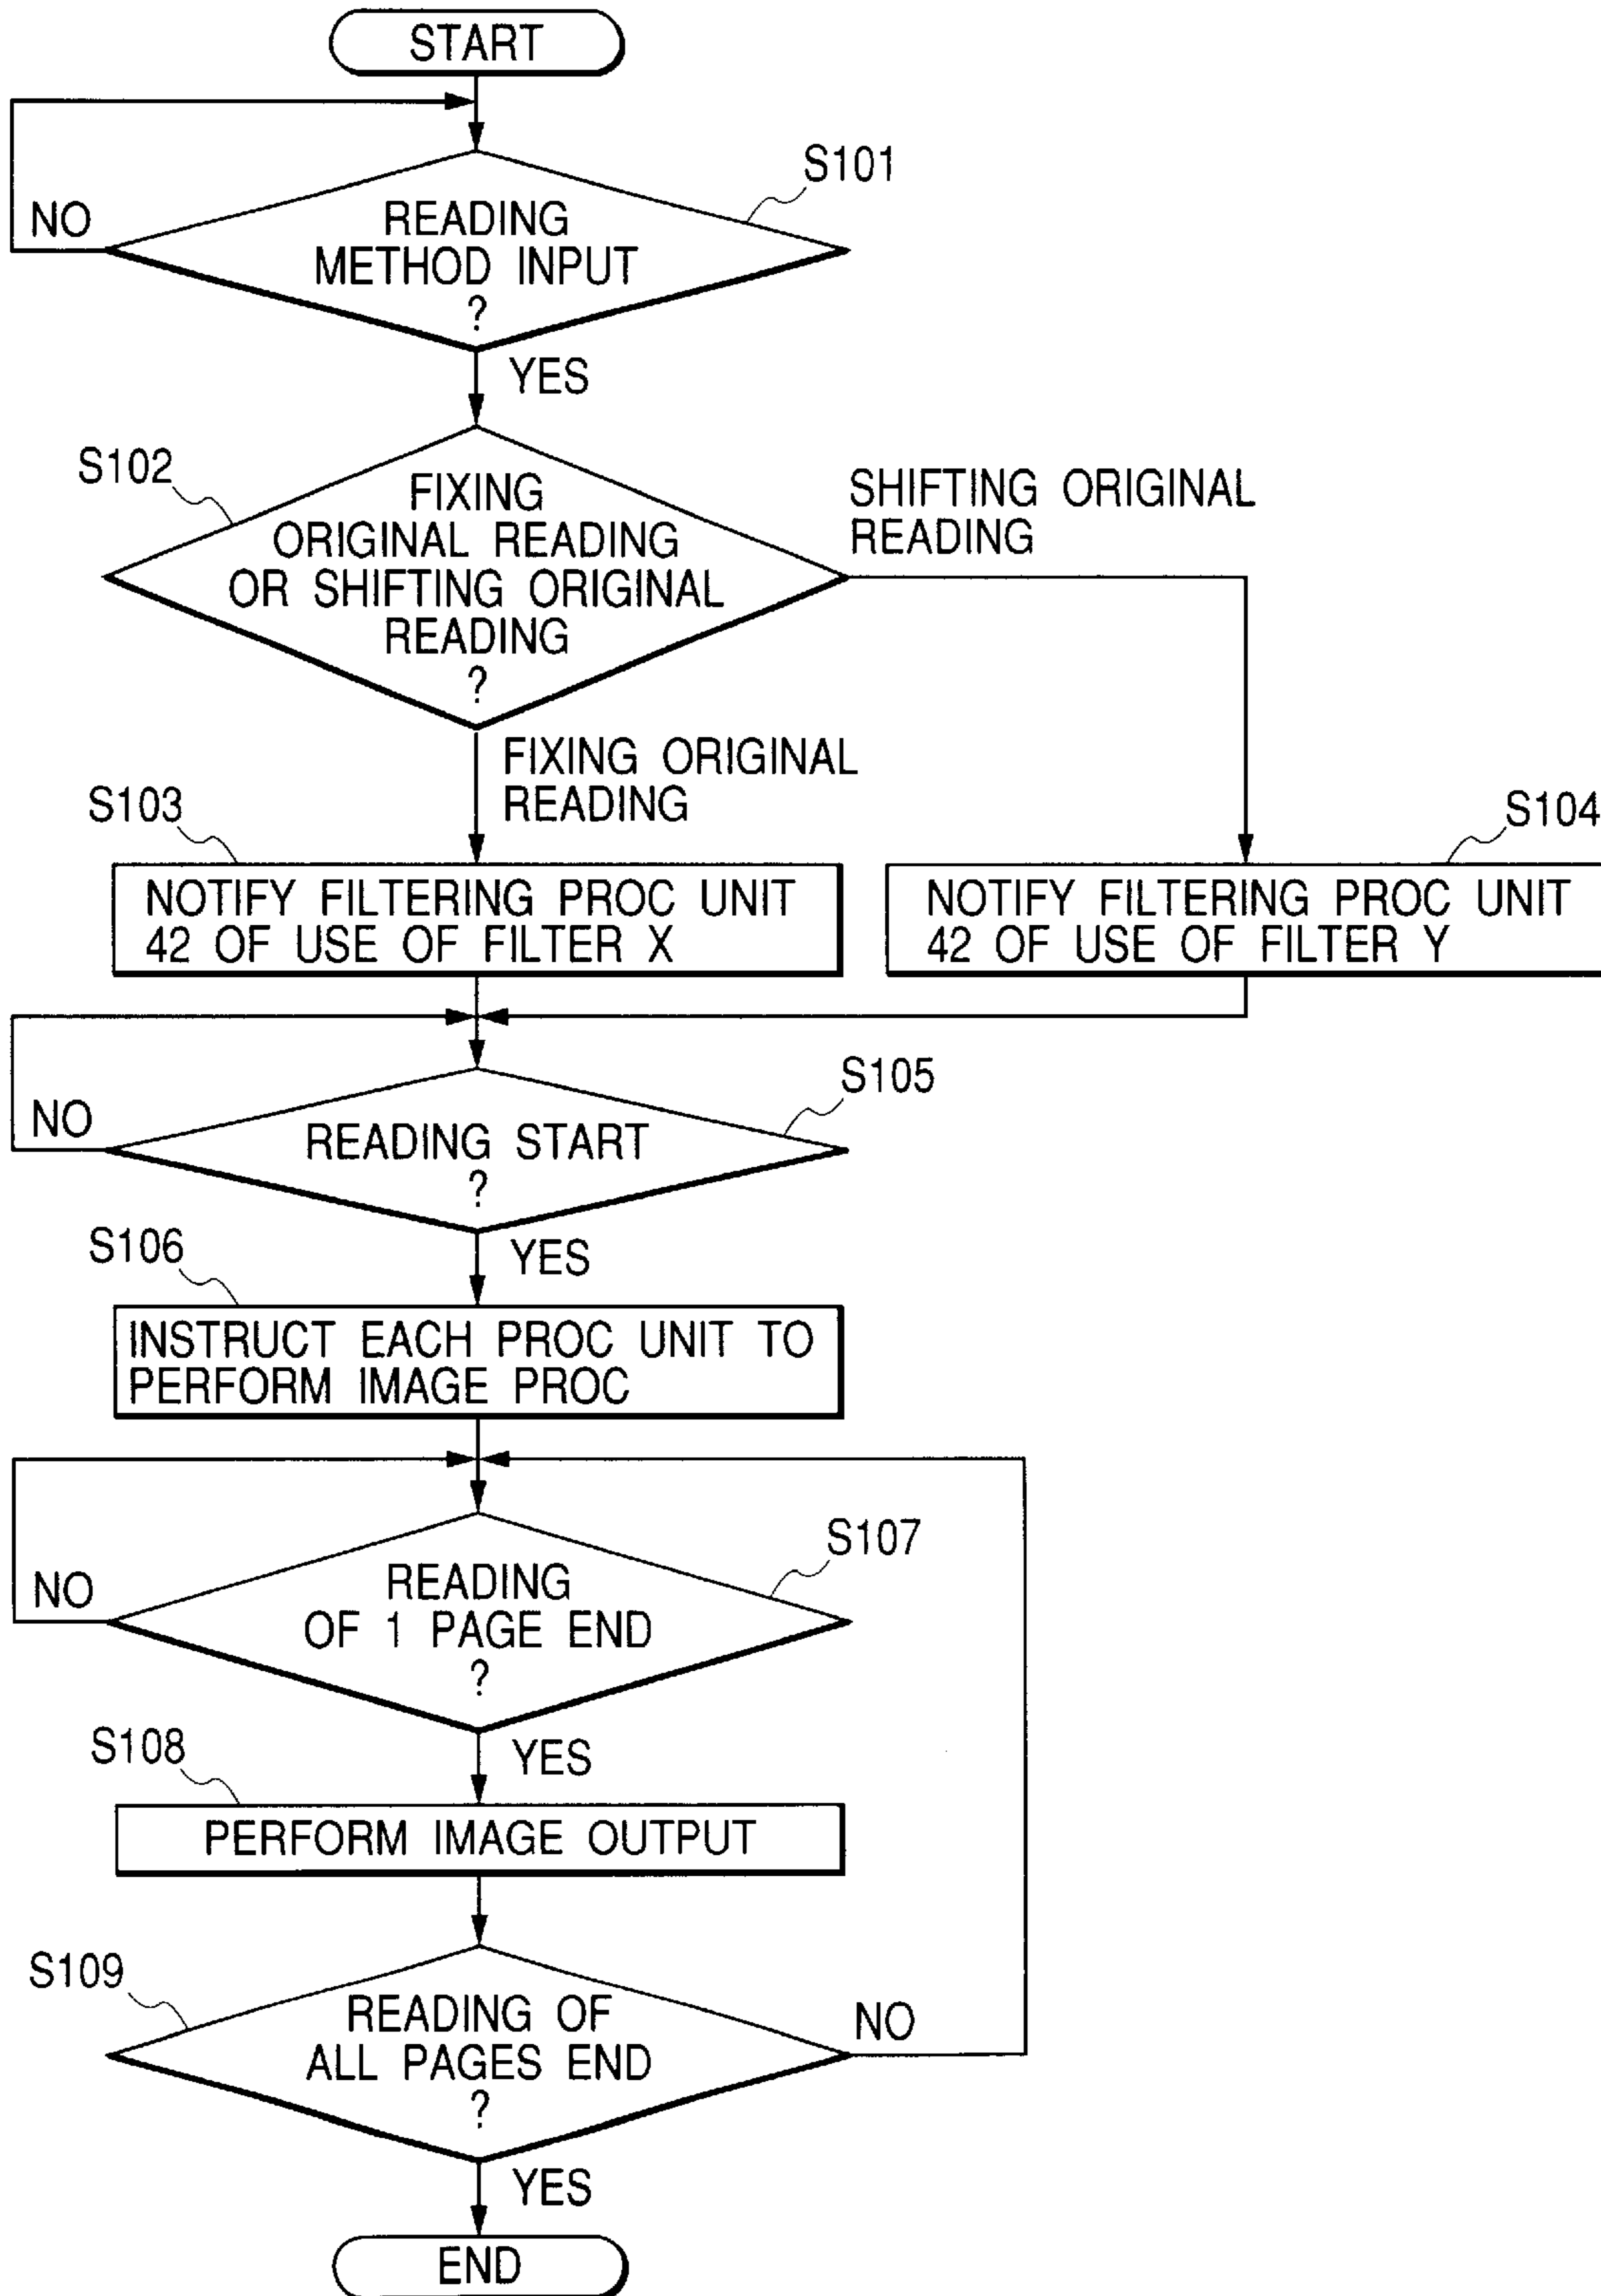 START
S101
NO
READING
METHOD INPUT
?
YES
S102
FIXING
ORIGINAL READING
OR SHIFTING ORIGINAL
READING
?
SHIFTING ORIGINAL
READING
FIXING ORIGINAL
READING
S103
NOTIFY FILTERING PROC UNIT
42 OF USE OF FILTER X
S104
NOTIFY FILTERING PROC UNIT
42 OF USE OF FILTER Y
S105
NO
READING START
?
YES
S106
INSTRUCT EACH PROC UNIT TO
PERFORM IMAGE PROC
S107
NO
READING
OF 1 PAGE END
?
YES
S108
PERFORM IMAGE OUTPUT
S109
READING OF
ALL PAGES END
?
NO
YES
END